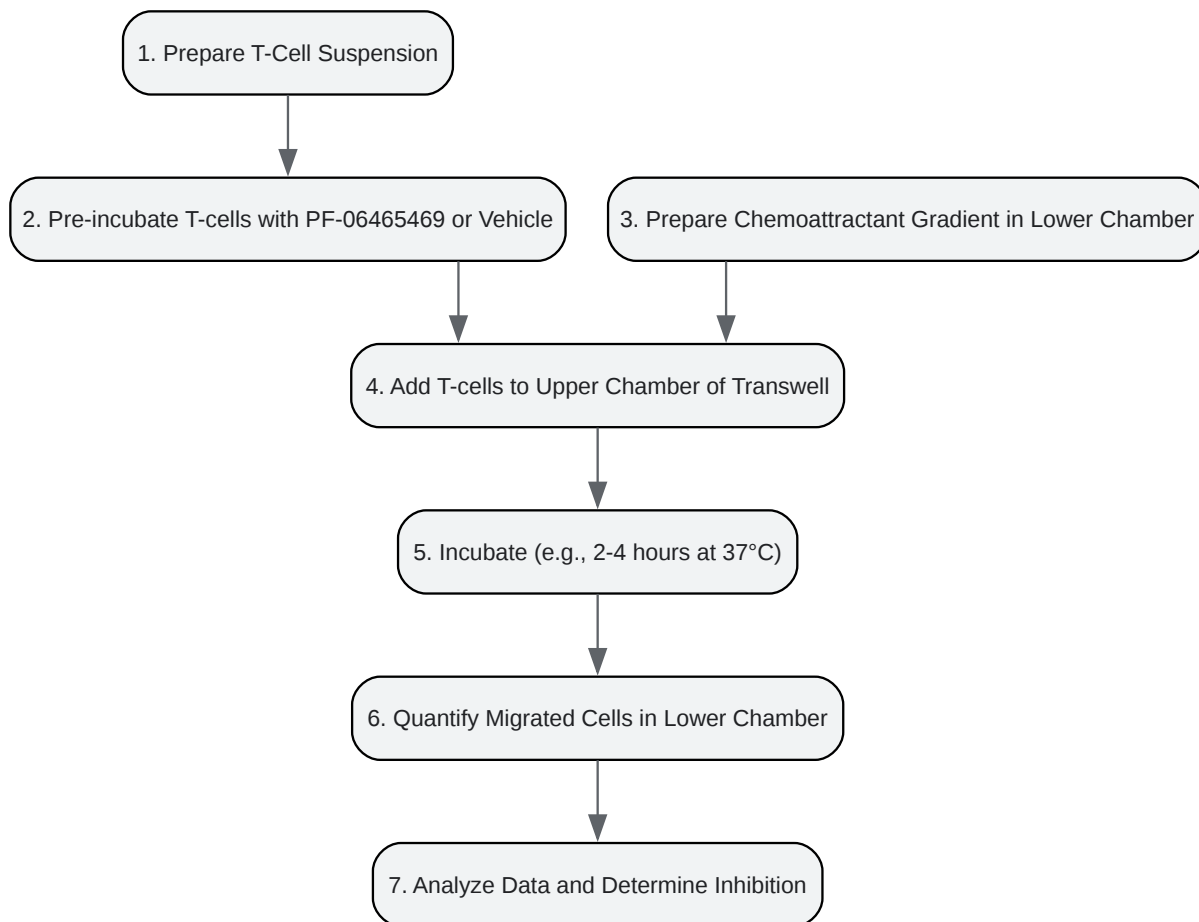 1. Prepare T-Cell Suspension
2. Pre-incubate T-cells with PF-06465469 or Vehicle
3. Prepare Chemoattractant Gradient in Lower Chamber
4. Add T-cells to Upper Chamber of Transwell
5. Incubate (e.g., 2-4 hours at 37°C)
6. Quantify Migrated Cells in Lower Chamber
7. Analyze Data and Determine Inhibition